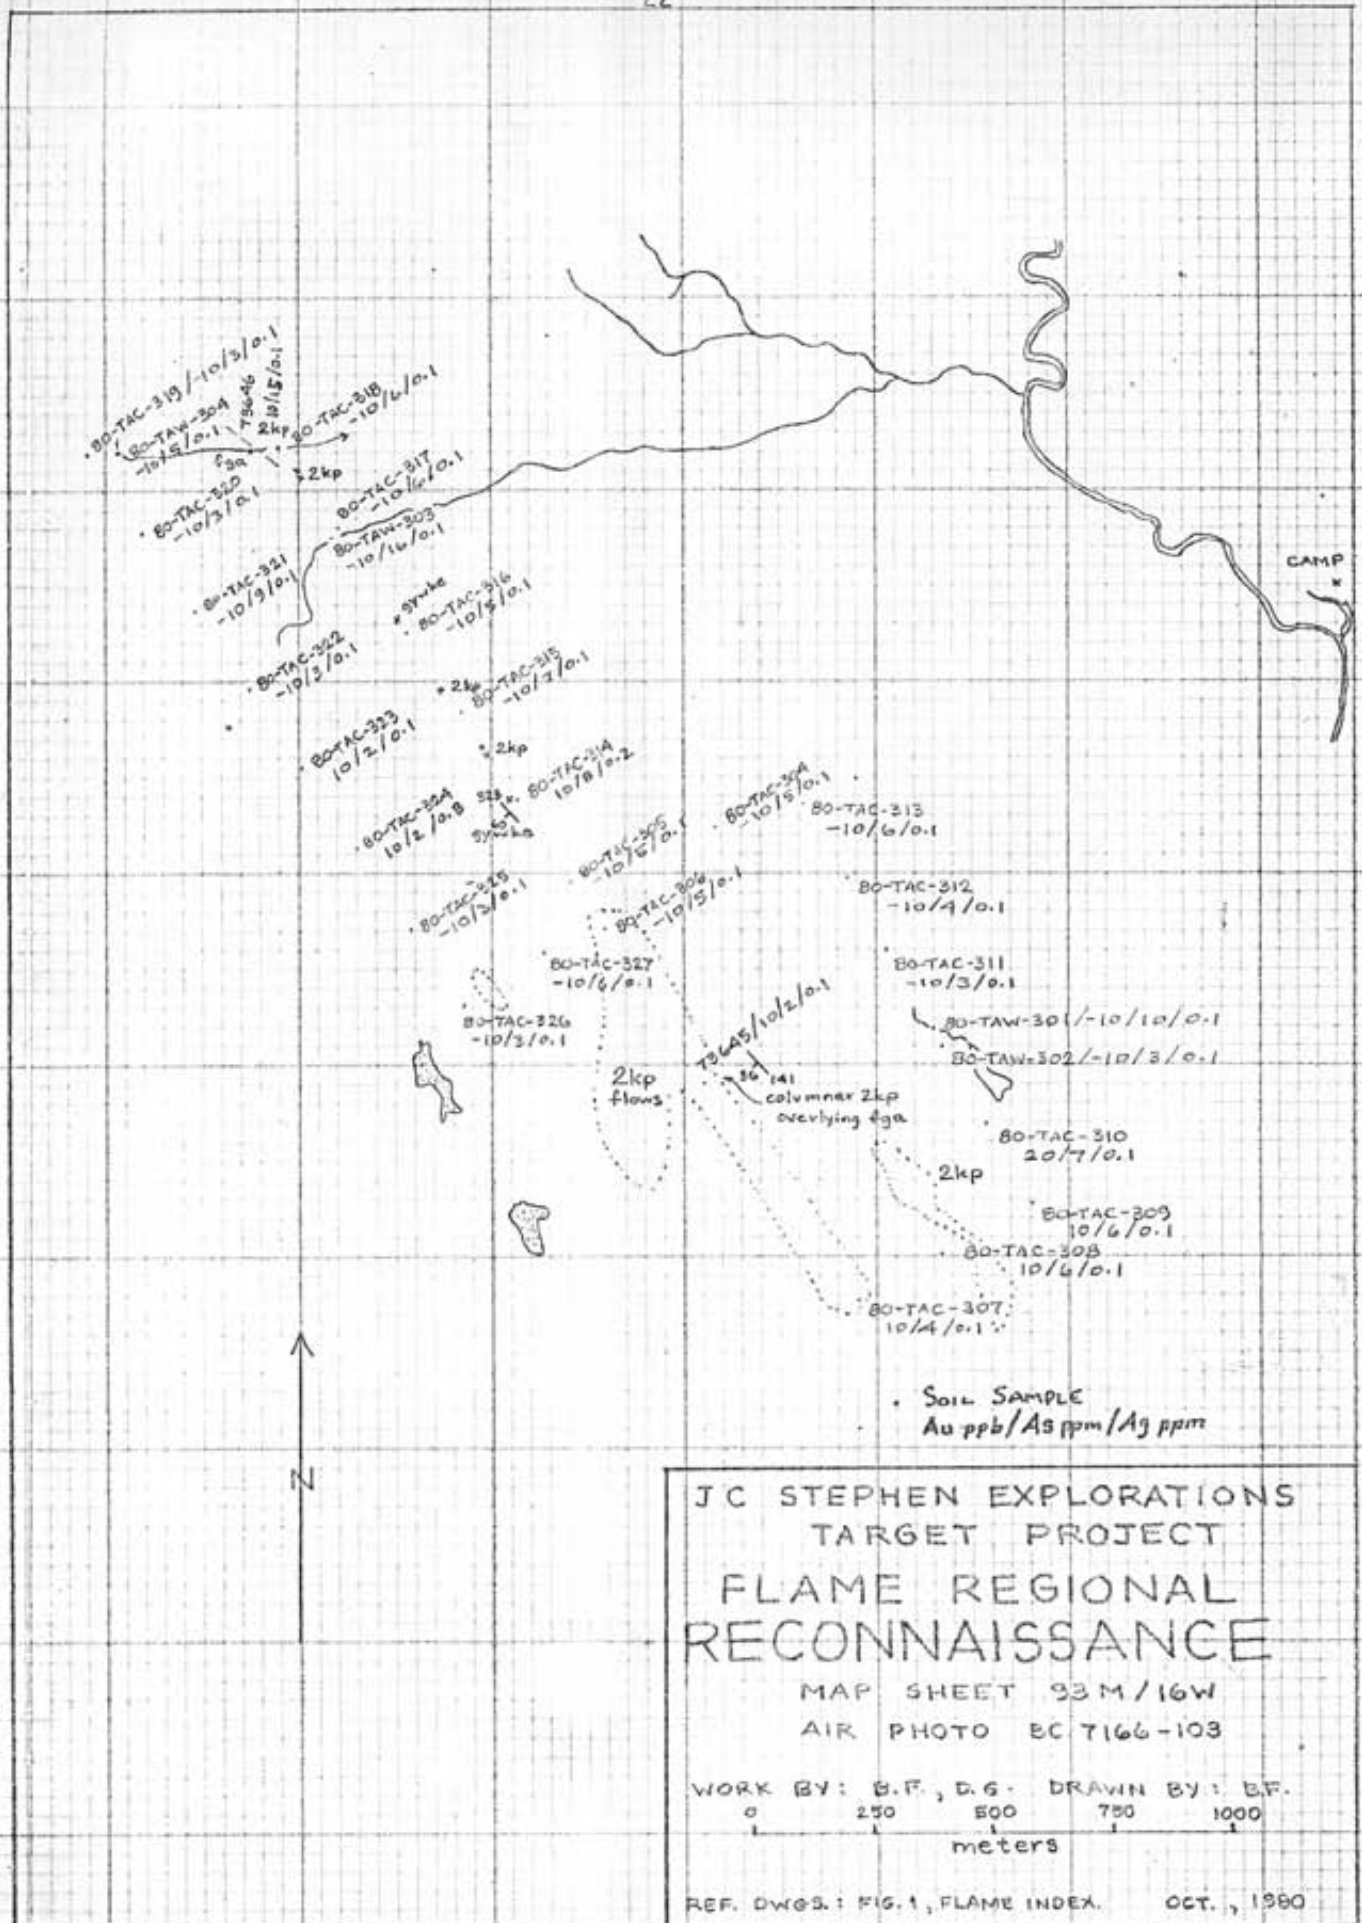 22
80-TAC-319/-10/3/0.1
80-TAW-304
-10/5/0.1
73646
10/15/0.1
2kp
80-TAC-318
-10/6/0.1
2kp
80-TAC-320
-10/3/0.1
80-TAC-317
-10/6/0.1
80-TAW-303
-10/16/0.1
80-TAC-321
-10/9/0.1
CAMP
80-TAC-316
-10/5/0.1
80-TAC-322
-10/3/0.1
2kp
80-TAC-315
-10/7/0.1
80-TAC-323
10/2/0.1
2kp
80-TAC-314
10/8/0.2
80-TAC-324
10/2/0.8
80-TAC-304
-10/5/0.1
80-TAC-313
-10/6/0.1
80-TAC-305
80-TAC-325
-10/3/0.1
80-TAC-306
-10/5/0.1
80-TAC-312
-10/4/0.1
80-TAC-327
-10/6/0.1
80-TAC-311
-10/3/0.1
80-TAC-326
-10/3/0.1
80-TAW-301/-10/10/0.1
80-TAW-302/-10/3/0.1
73645/10/2/0.1
36 141
2kp
flows
columnar 2kp
overlying fga
80-TAC-310
20/7/0.1
2kp
80-TAC-309
10/6/0.1
80-TAC-308
10/6/0.1
80-TAC-307
10/4/0.1
N
. SOIL SAMPLE
Au ppb/As ppm/Ag ppm
JC STEPHEN EXPLORATIONS
TARGET PROJECT
FLAME REGIONAL
RECONNAISSANCE
MAP SHEET 93 M/16W
AIR PHOTO BC 7166-103
WORK BY: B.F., D.G. DRAWN BY: B.F.
0 250 500 750 1000
meters
REF. DWGS.: FIG. 1, FLAME INDEX. OCT., 1980